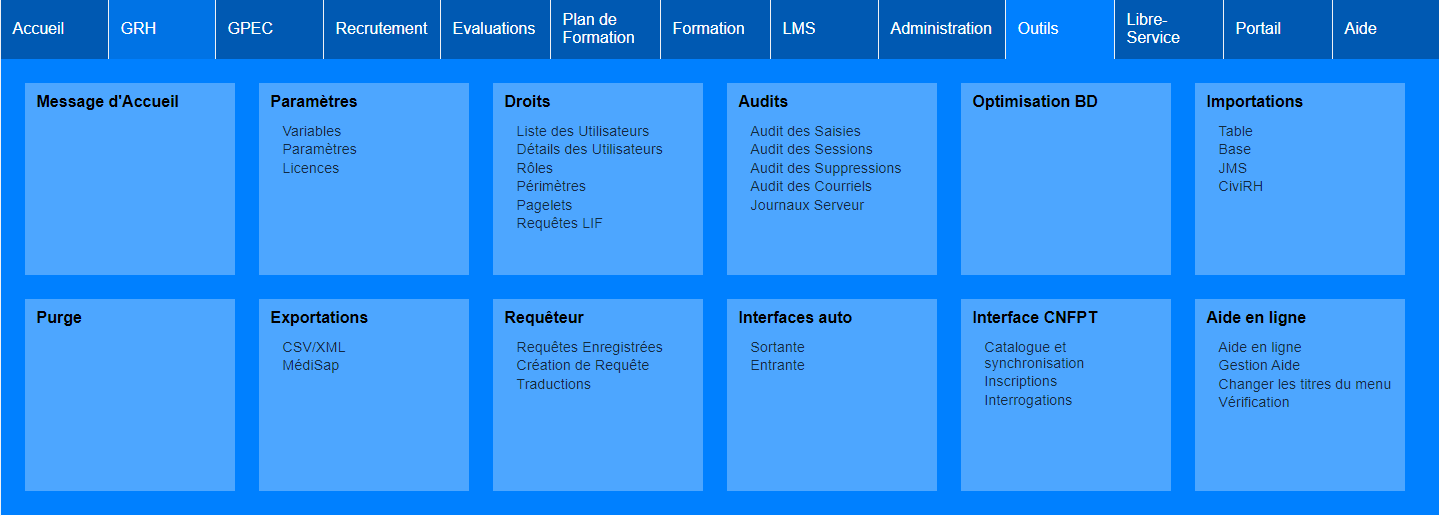 Accueil
GRH
GPEC
Recrutement
Evaluations
Plan de
Formation
Formation
LMS
Administration
Outils
Libre-
Service
Portail
Aide
Message d'Accueil
Paramètres
Variables
Paramètres
Licences
Droits
Liste des Utilisateurs
Détails des Utilisateurs
Rôles
Périmètres
Pagelets
Requêtes LIF
Audits
Audit des Saisies
Audit des Sessions
Audit des Suppressions
Audit des Courriels
Journaux Serveur
Optimisation BD
Importations
Table
Base
JMS
CiviRH
Purge
Exportations
CSV/XML
MédiSap
Requêteur
Requêtes Enregistrées
Création de Requête
Traductions
Interfaces auto
Sortante
Entrante
Interface CNFPT
Catalogue et
synchronisation
Inscriptions
Interrogations
Aide en ligne
Aide en ligne
Gestion Aide
Changer les titres du menu
Vérification